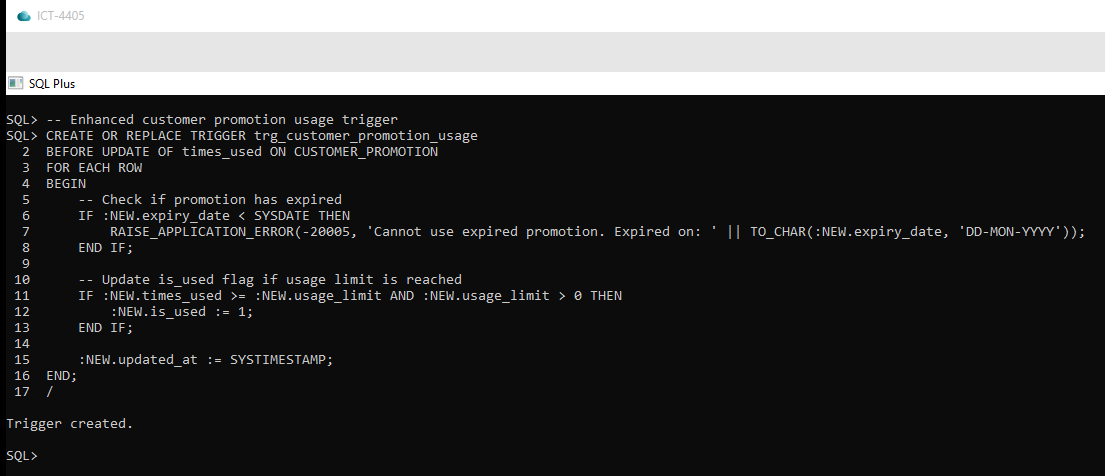 ICT-4405
SQL Plus
SQL> -- Enhanced customer promotion usage trigger
SQL> CREATE OR REPLACE TRIGGER trg_customer_promotion_usage
  2  BEFORE UPDATE OF times_used ON CUSTOMER_PROMOTION
  3  FOR EACH ROW
  4  BEGIN
  5      -- Check if promotion has expired
  6      IF :NEW.expiry_date < SYSDATE THEN
  7          RAISE_APPLICATION_ERROR(-20005, 'Cannot use expired promotion. Expired on: ' || TO_CHAR(:NEW.expiry_date, 'DD-MON-YYYY'));
  8      END IF;
  9
 10      -- Update is_used flag if usage limit is reached
 11      IF :NEW.times_used >= :NEW.usage_limit AND :NEW.usage_limit > 0 THEN
 12          :NEW.is_used := 1;
 13      END IF;
 14
 15      :NEW.updated_at := SYSTIMESTAMP;
 16  END;
 17  /
Trigger created.
SQL>